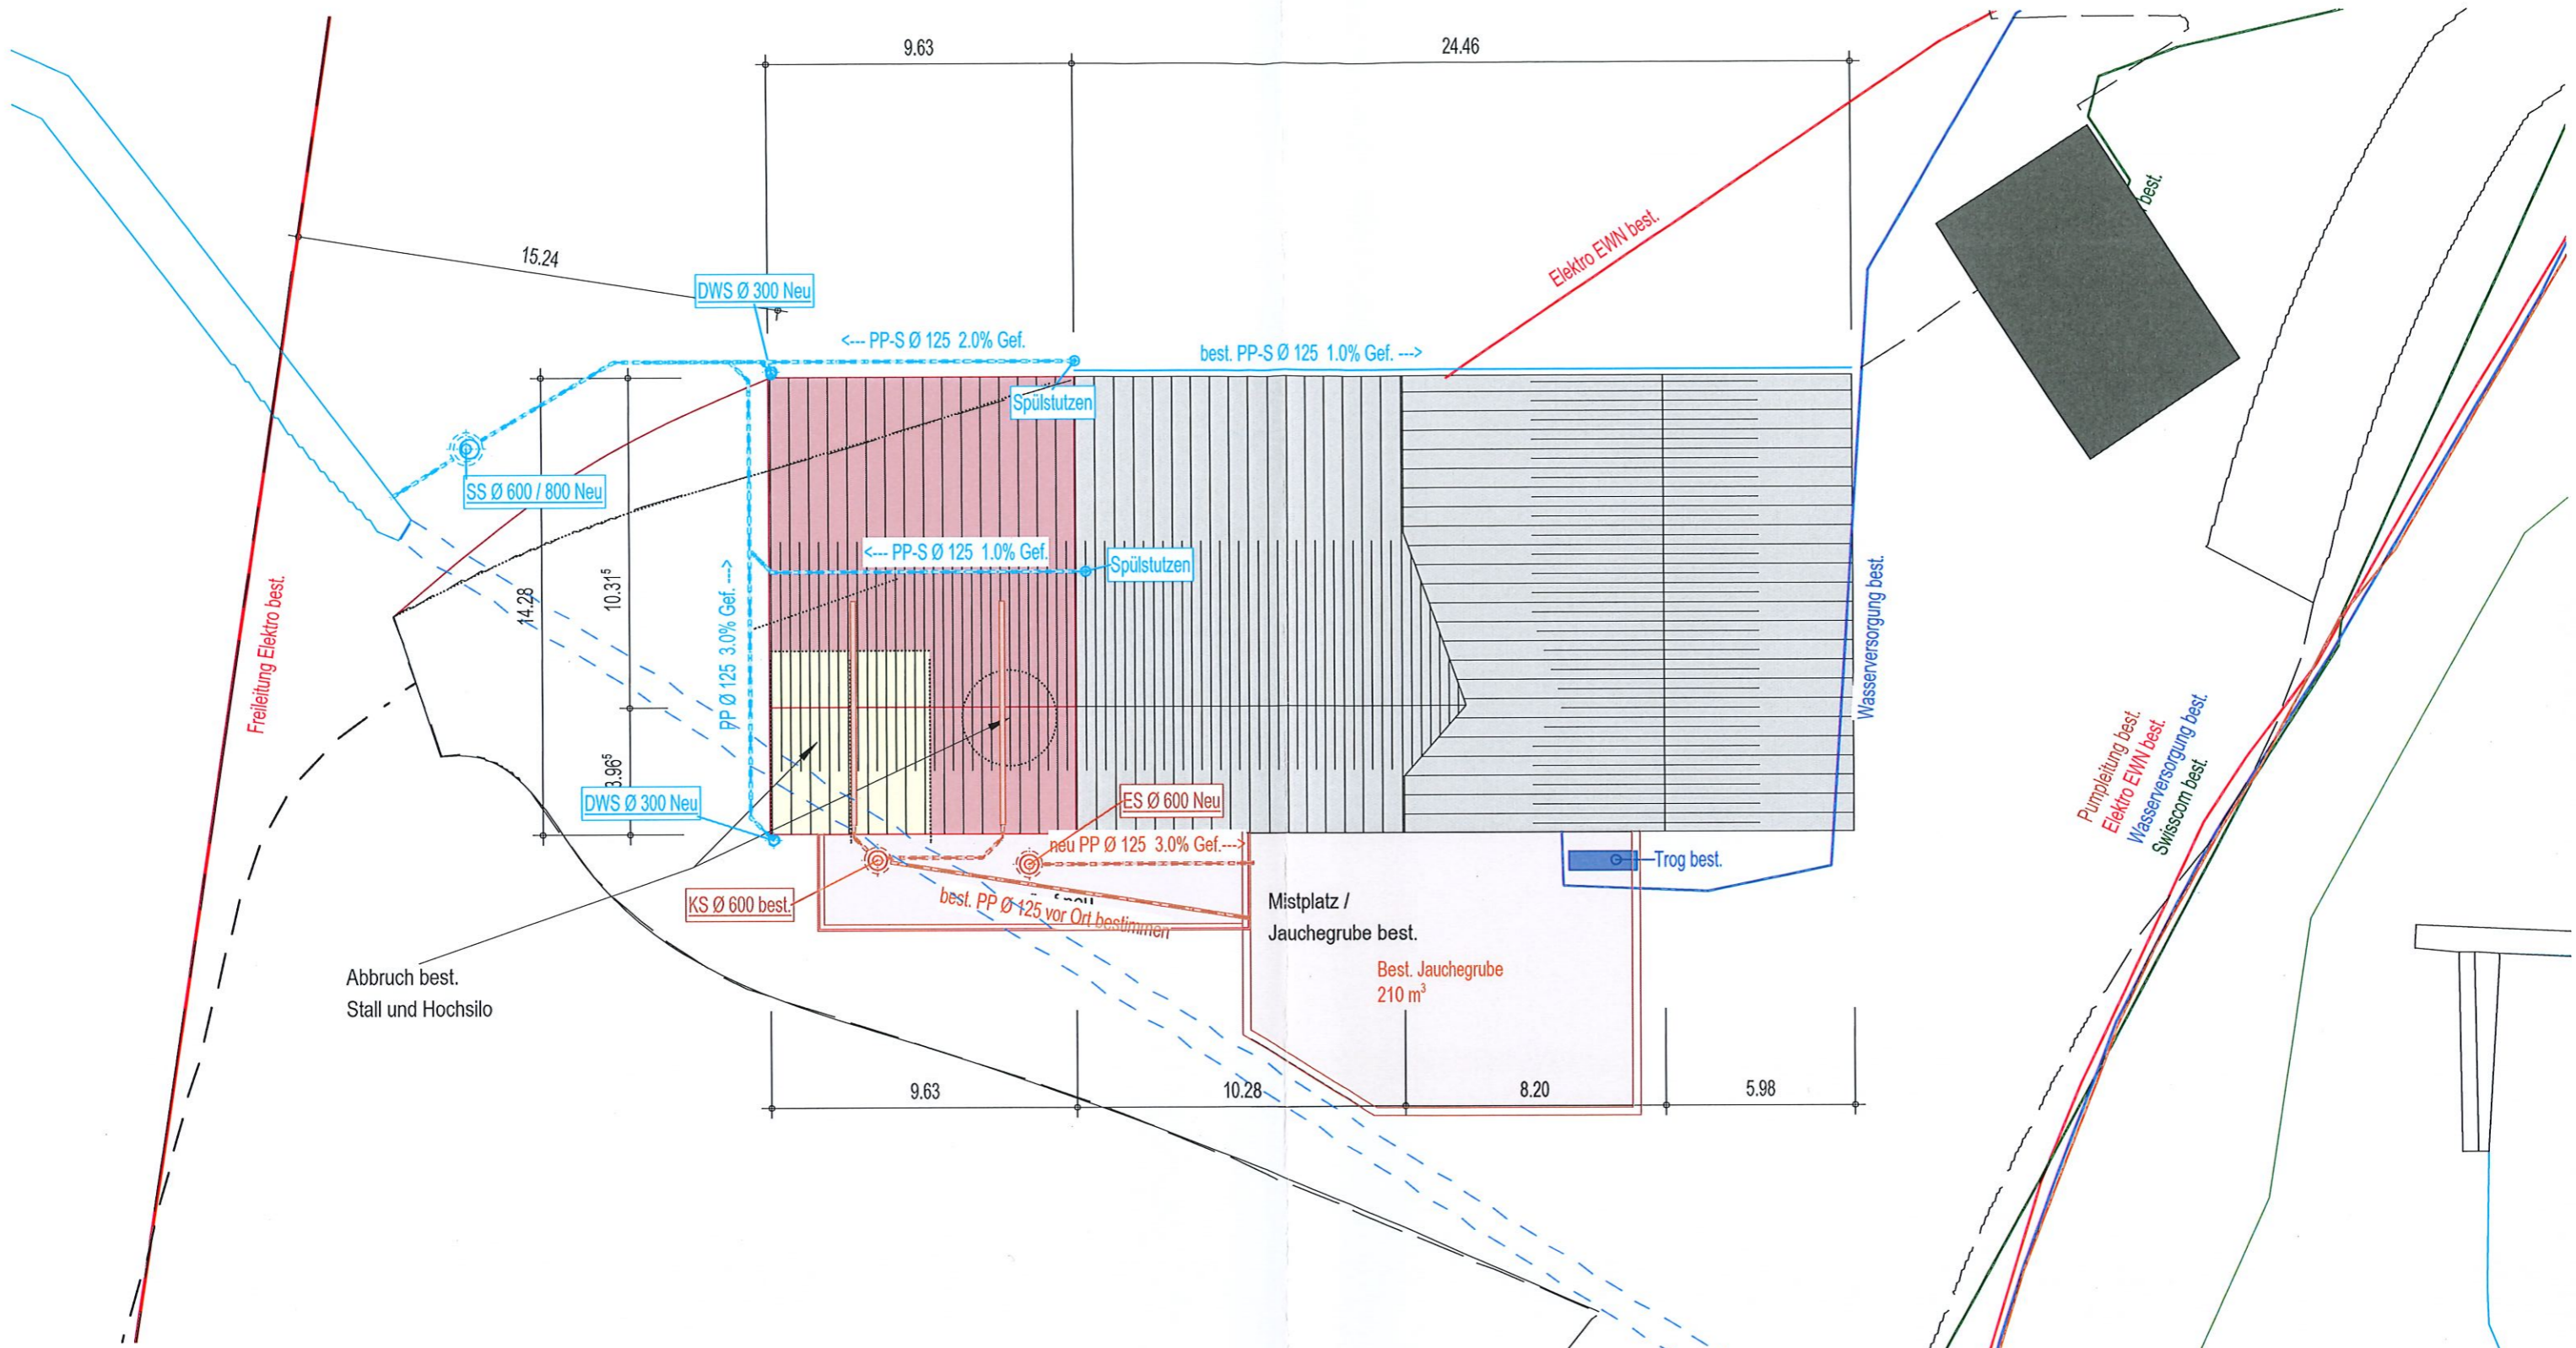 9.63
24.46
15.24
DWS Ø 300 Neu
<--- PP-S Ø 125 2.0% Gef.
best. PP-S Ø 125 1.0% Gef. --->
Elektro EWN best.
best.
Spülstutzen
SS Ø 600 / 800 Neu
<--- PP-S Ø 125 1.0% Gef.
Spülstutzen
14.28
10.31⁵
3.96⁵
PP Ø 125 3.0% Gef. --->
Freileitung Elektro best.
Wasserversorgung best.
Pumpleitung best.
Elektro EWN best.
Wasserversorgung best.
Swisscom best.
DWS Ø 300 Neu
ES Ø 600 Neu
neu PP Ø 125 3.0% Gef.--->
Trog best.
KS Ø 600 best.
best. PP Ø 125 vor Ort bestimmen
Mistplatz /
Jauchegrube best.
Best. Jauchegrube
210 m³
Abbruch best.
Stall und Hochsilo
9.63
10.28
8.20
5.98